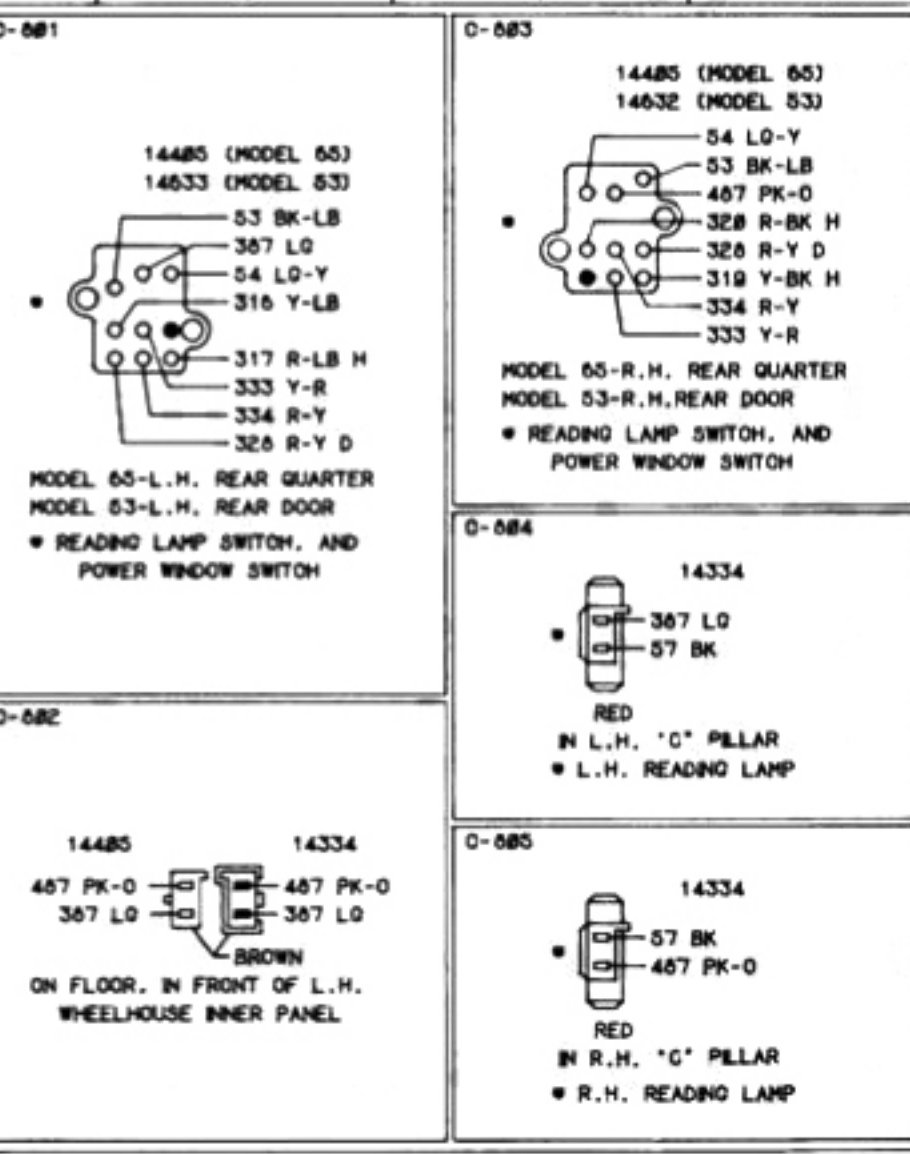 C-801
14405 (MODEL 65)
14633 (MODEL 53)
53 BK-LB
387 LG
54 LG-Y
316 Y-LB
317 R-LB H
333 Y-R
334 R-Y
328 R-Y D
MODEL 65-L.H. REAR QUARTER
MODEL 53-L.H. REAR DOOR
* READING LAMP SWITCH, AND
POWER WINDOW SWITCH
C-802
14405 14334
487 PK-O 487 PK-O
387 LG 387 LG
BROWN
ON FLOOR, IN FRONT OF L.H.
WHEELHOUSE INNER PANEL
C-803
14405 (MODEL 65)
14632 (MODEL 53)
54 LG-Y
53 BK-LB
487 PK-O
320 R-BK H
328 R-Y D
319 Y-BK H
334 R-Y
333 Y-R
MODEL 65-R.H. REAR QUARTER
MODEL 53-R.H.REAR DOOR
* READING LAMP SWITCH, AND
POWER WINDOW SWITCH
C-804
14334
387 LG
57 BK
RED
IN L.H. "C" PILLAR
* L.H. READING LAMP
C-805
14334
57 BK
487 PK-O
RED
IN R.H. "C" PILLAR
* R.H. READING LAMP